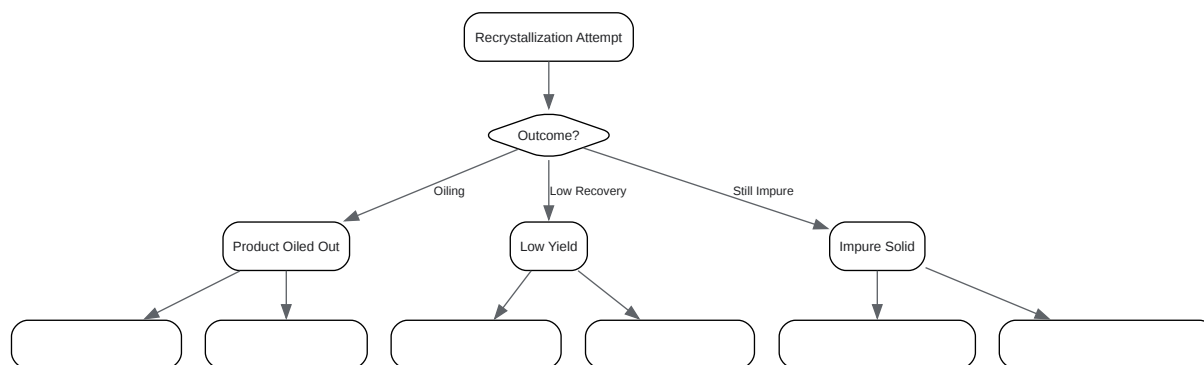 Recrystallization Attempt
Outcome?
Oiling
Low Recovery
Still Impure
Product Oiled Out
Low Yield
Impure Solid